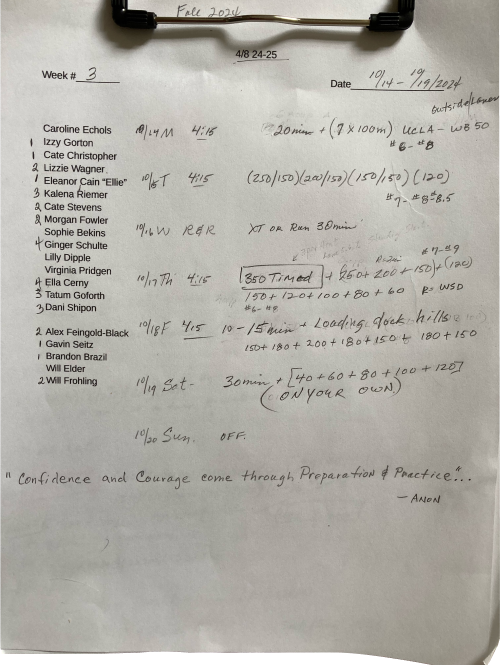 Fall 2024
4/8 24-25
Week # 3
Date 10/14 - 10/19/2024
Outside/Lanes
Caroline Echols 10/14 M 4:15 20min + (7 x 100m) UCLA - WB 50
1 Izzy Gorton #6 - #8
1 Cate Christopher
2 Lizzie Wagner
1 Eleanor Cain "Ellie" 10/15 T 4:15 (250/150)(200/150)(150/150)(120)
3 Kalena Riemer #7 - #8 #8.5
2 Cate Stevens
2 Morgan Fowler
Sophie Bekins 10/16 W R&R XT or Run 30min
4 Ginger Schulte
Lilly Dipple #7-#9
Virginia Pridgen 10/17 Th 4:15 350 Timed + 250 + 200 + 150 + (120)
4 Ella Cerny 150 + 120 + 100 + 80 + 60 R= WSD
3 Tatum Goforth #6-#8
3 Dani Shipon
2 Alex Feingold-Black 10/18 F 4:15 10 - 15min + Loading dock hills
1 Gavin Seitz 150 + 180 + 200 + 180 + 150 + 180 + 150
1 Brandon Brazil
Will Elder
2 Will Frohling 10/19 Sat- 30min + [40 + 60 + 80 + 100 + 120]
(ON YOUR OWN)
10/20 Sun. OFF.
"Confidence and Courage come through Preparation & Practice"...
- ANON